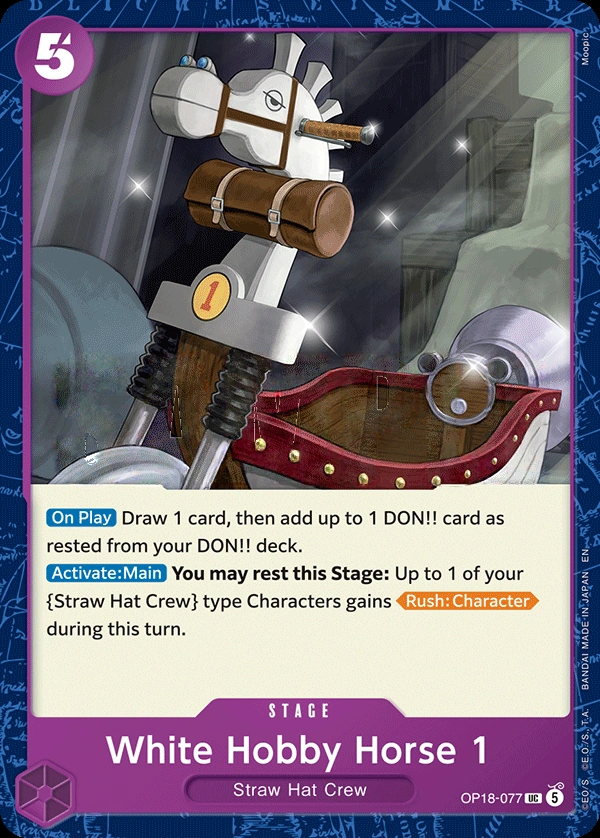 5
Moopic
1
On Play Draw 1 card, then add up to 1 DON!! card as
rested from your DON!! deck.
Activate:Main You may rest this Stage: Up to 1 of your
{Straw Hat Crew} type Characters gains Rush: Character
during this turn.
STAGE
White Hobby Horse 1
Straw Hat Crew
OP18-077 UC 5
©E.O./S. ©E.O./S.,T.A. BANDAI MADE IN JAPAN EN